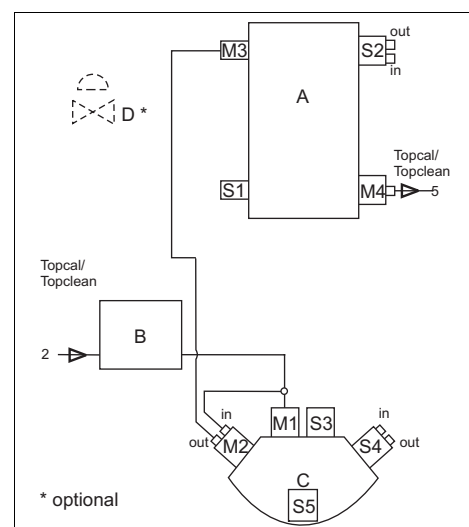 out
M3
S2
in
A
D *
Topcal/
Topclean
S1
M4
5
Topcal/
Topclean
B
2
in
in
M1
S3
out
M2
S4
out
C
S5
* optional